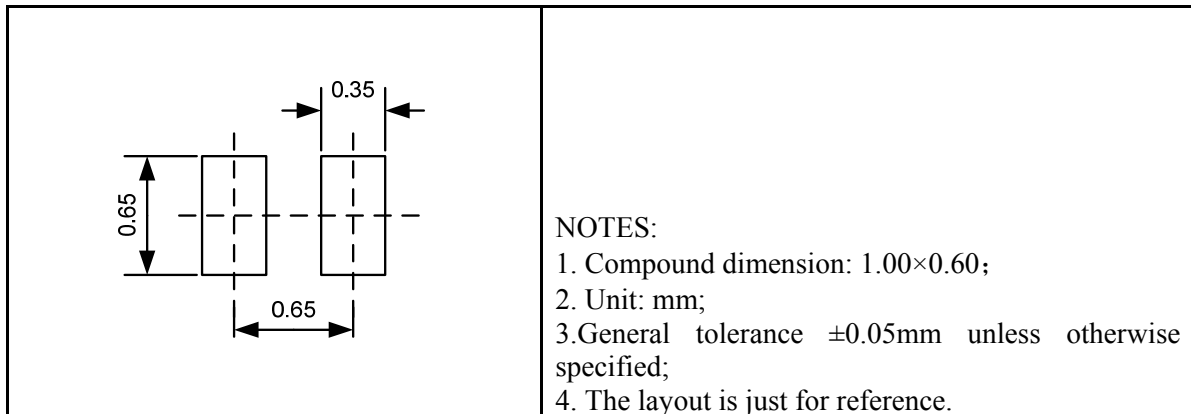 0.35
0.65
0.65
NOTES:
1. Compound dimension: 1.00×0.60；
2. Unit: mm;
3.General tolerance ±0.05mm unless otherwise
specified;
4. The layout is just for reference.